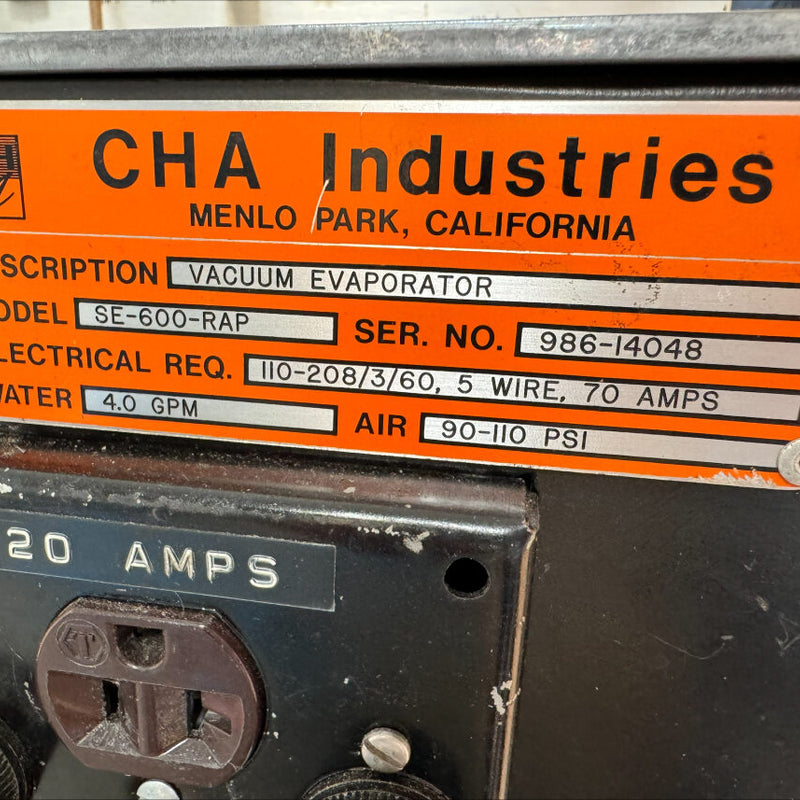 CHA Industries
MENLO PARK, CALIFORNIA
SCRIPTION VACUUM EVAPORATOR
ODEL SE-600-RAP SER. NO. 986-14048
LECTRICAL REQ. 110-208/3/60, 5 WIRE, 70 AMPS
WATER 4.0 GPM AIR 90-110 PSI
20 AMPS